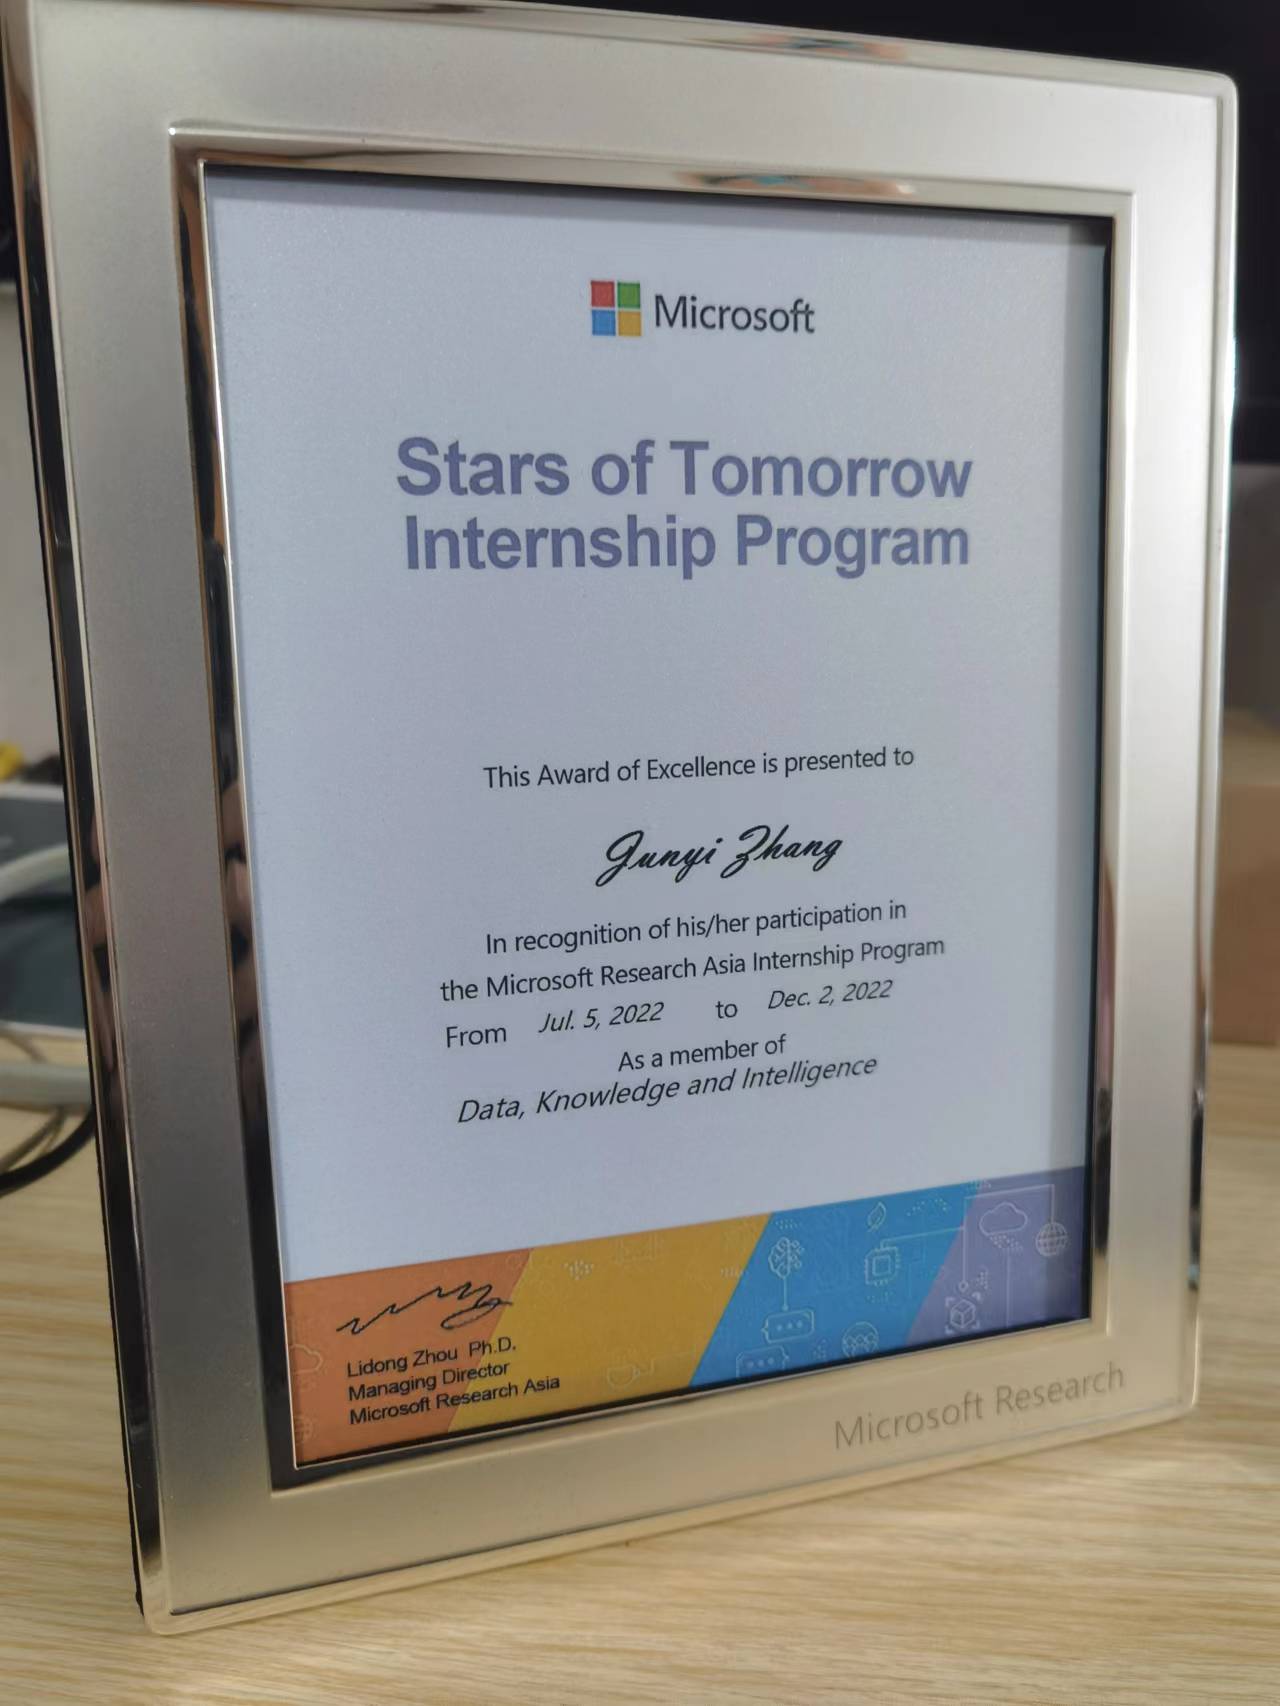 Microsoft
Stars of Tomorrow
Internship Program
This Award of Excellence is presented to
Junyi Zhang
In recognition of his/her participation in
the Microsoft Research Asia Internship Program
From Jul. 5, 2022 to Dec. 2, 2022
As a member of
Data, Knowledge and Intelligence
Lidong Zhou Ph.D.
Managing Director
Microsoft Research Asia
Microsoft Research